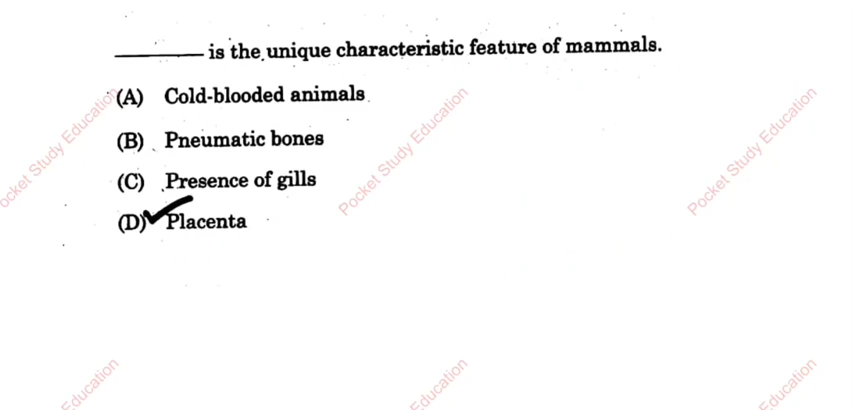 ________ is the unique characteristic feature of mammals.
(A) Cold-blooded animals
(B) Pneumatic bones
(C) Presence of gills
(D) Placenta
Pocket Study Education
Pocket Study Education
Pocket Study Education
Education
Education
Education